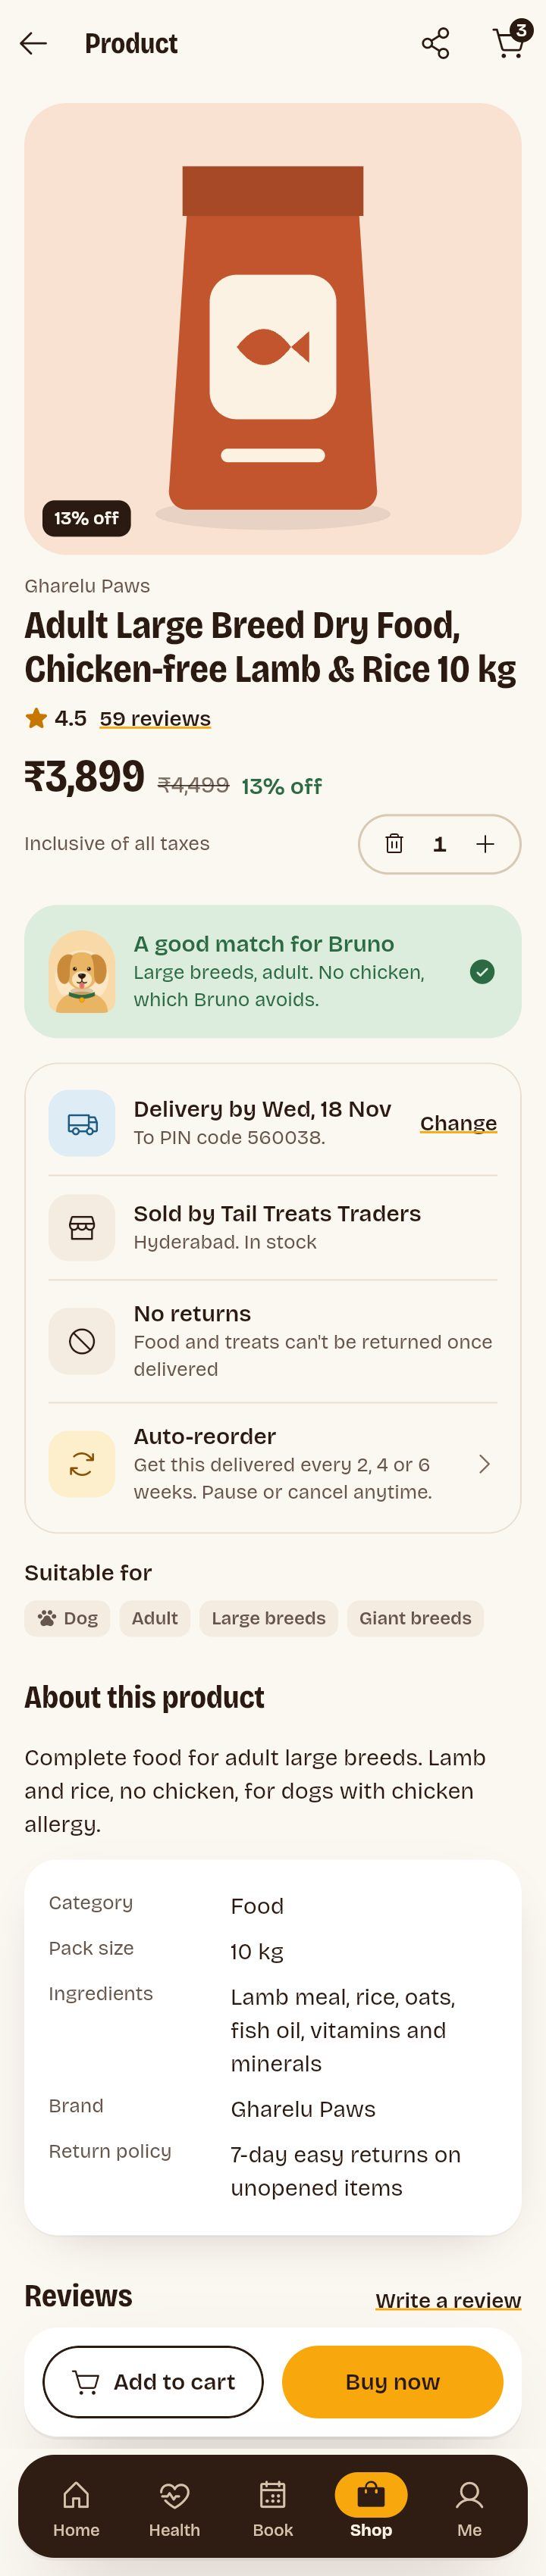 Product
3
13% off
Gharelu Paws
Adult Large Breed Dry Food,
Chicken-free Lamb & Rice 10 kg
4.5 59 reviews
₹3,899 ₹4,499 13% off
Inclusive of all taxes
1
A good match for Bruno
Large breeds, adult. No chicken,
which Bruno avoids.
Delivery by Wed, 18 Nov
To PIN code 560038.
Change
Sold by Tail Treats Traders
Hyderabad. In stock
No returns
Food and treats can't be returned once
delivered
Auto-reorder
Get this delivered every 2, 4 or 6
weeks. Pause or cancel anytime.
Suitable for
Dog Adult Large breeds Giant breeds
About this product
Complete food for adult large breeds. Lamb
and rice, no chicken, for dogs with chicken
allergy.
Category Food
Pack size 10 kg
Ingredients Lamb meal, rice, oats,
fish oil, vitamins and
minerals
Brand Gharelu Paws
Return policy 7-day easy returns on
unopened items
Reviews Write a review
Add to cart Buy now
Home Health Book Shop Me